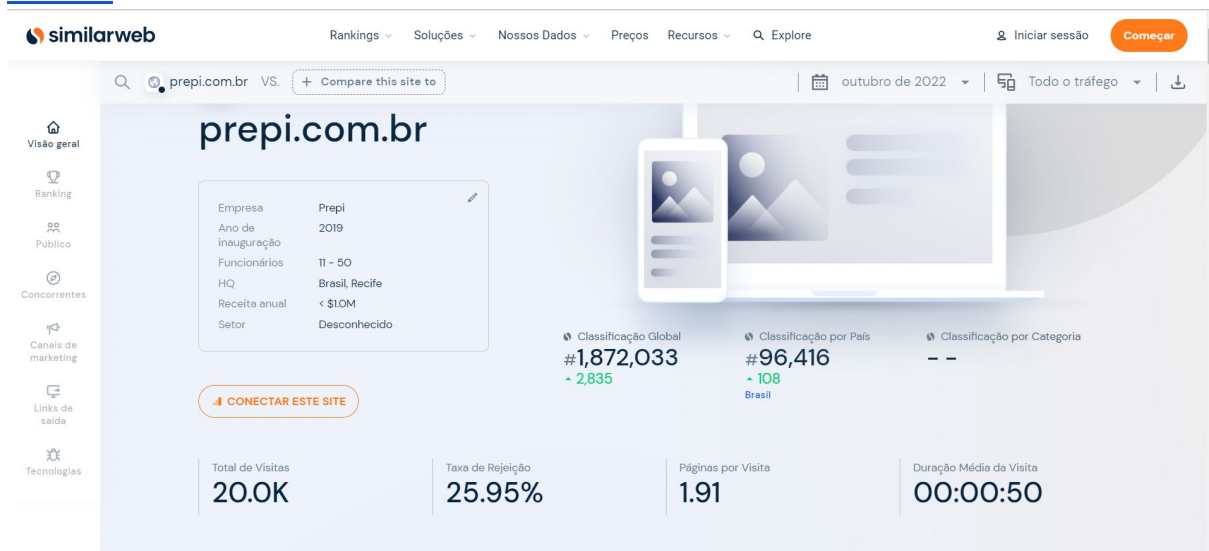 similarweb
Rankings Soluções Nossos Dados Preços Recursos Explore Iniciar sessão Começar
prepi.com.br VS. + Compare this site to outubro de 2022 Todo o tráfego
prepi.com.br
Visão geral
Ranking
Público
Concorrentes
Canais de
marketing
Links de
saída
Tecnologias
Empresa Prepi
Ano de 2019
inauguração
Funcionários 11 - 50
HQ Brasil, Recife
Receita anual < $1.0M
Setor Desconhecido
CONECTAR ESTE SITE
Classificação Global Classificação por País Classificação por Categoria
#1,872,033 #96,416 - -
2,835 108
Brasil
Total de Visitas Taxa de Rejeição Páginas por Visita Duração Média da Visita
20.0K 25.95% 1.91 00:00:50